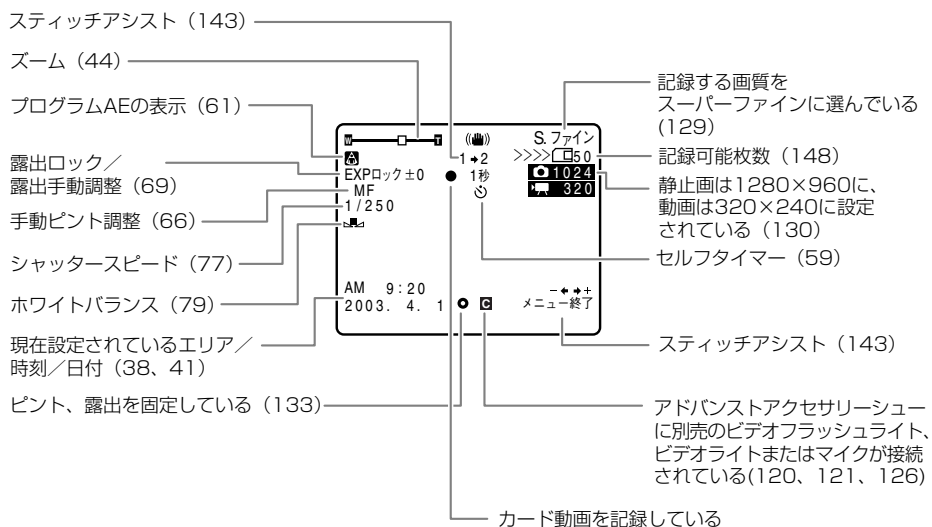 スティッチアシスト（143）
ズーム（44）
プログラムAEの表示（61）
露出ロック／
露出手動調整（69）
手動ピント調整（66）
シャッタースピード（77）
ホワイトバランス（79）
現在設定されているエリア／
時刻／日付（38、41）
ピント、露出を固定している（133）
W T
A
EXPロック±0
MF
1/250
AM 9:20
2003. 4. 1
1→2
1秒
S. ファイン
>>>> 50
1024
320
C
－ ＋
メニュー終了
記録する画質を
スーパーファインに選んでいる
(129)
記録可能枚数（148）
静止画は1280×960に、
動画は320×240に設定
されている（130）
セルフタイマー（59）
スティッチアシスト（143）
アドバンストアクセサリーシュー
に別売のビデオフラッシュライト、
ビデオライトまたはマイクが接続
されている(120、121、126)
カード動画を記録している